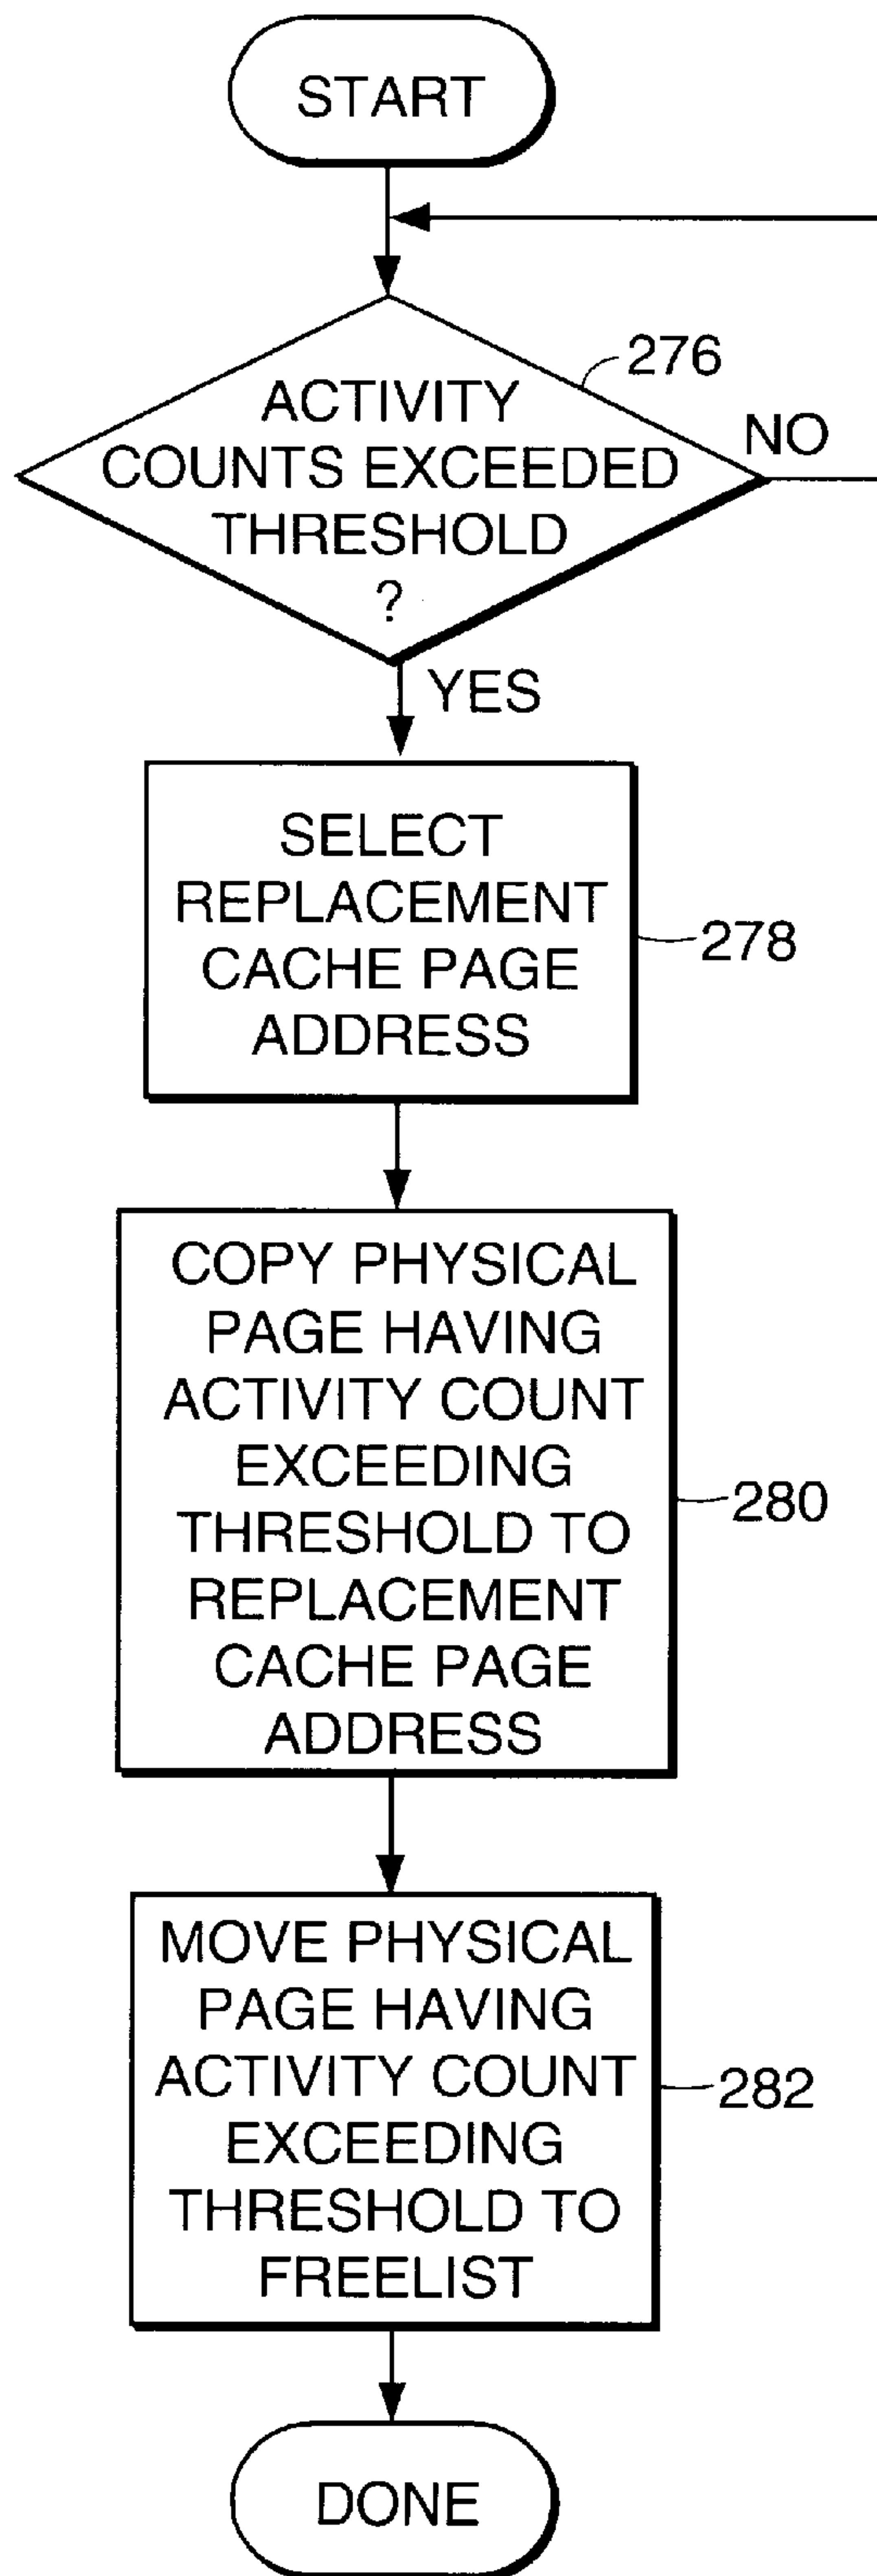 START
276
ACTIVITY
COUNTS EXCEEDED
THRESHOLD
?
NO
YES
SELECT
REPLACEMENT
CACHE PAGE
ADDRESS
278
COPY PHYSICAL
PAGE HAVING
ACTIVITY COUNT
EXCEEDING
THRESHOLD TO
REPLACEMENT
CACHE PAGE
ADDRESS
280
MOVE PHYSICAL
PAGE HAVING
ACTIVITY COUNT
EXCEEDING
THRESHOLD TO
FREELIST
282
DONE